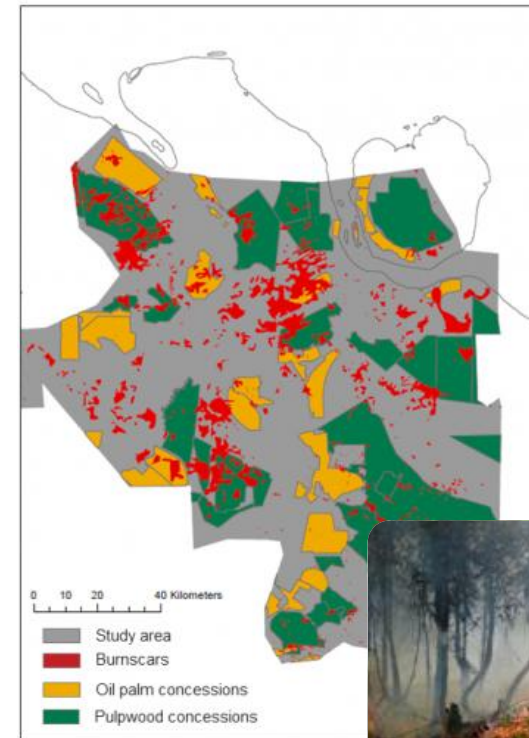 0 10 20 40 Kilometers
Study area
Burnscars
Oil palm concessions
Pulpwood concessions